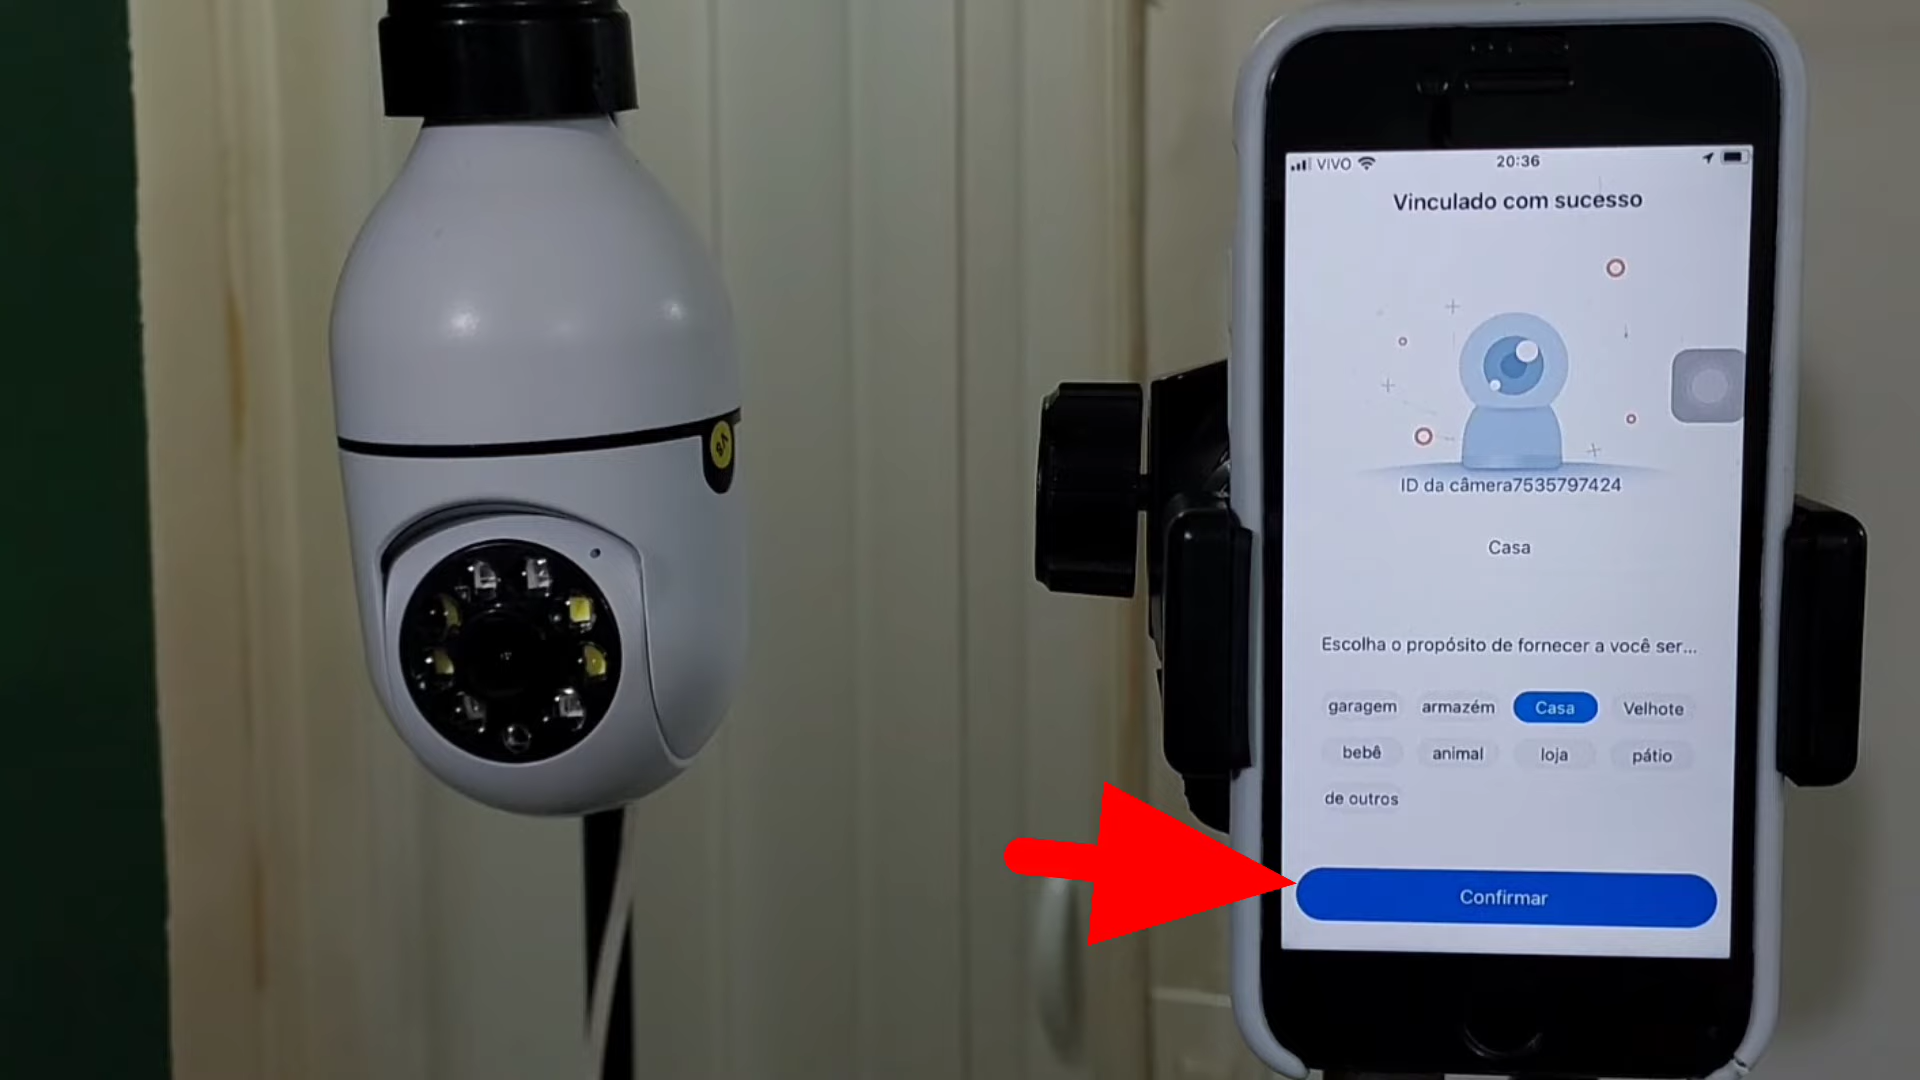 VIVO 20:36
Vinculado com sucesso
V8
ID da câmera7535797424
Casa
Escolha o propósito de fornecer a você ser...
garagem armazém Casa Velhote
bebê animal loja pátio
de outros
Confirmar